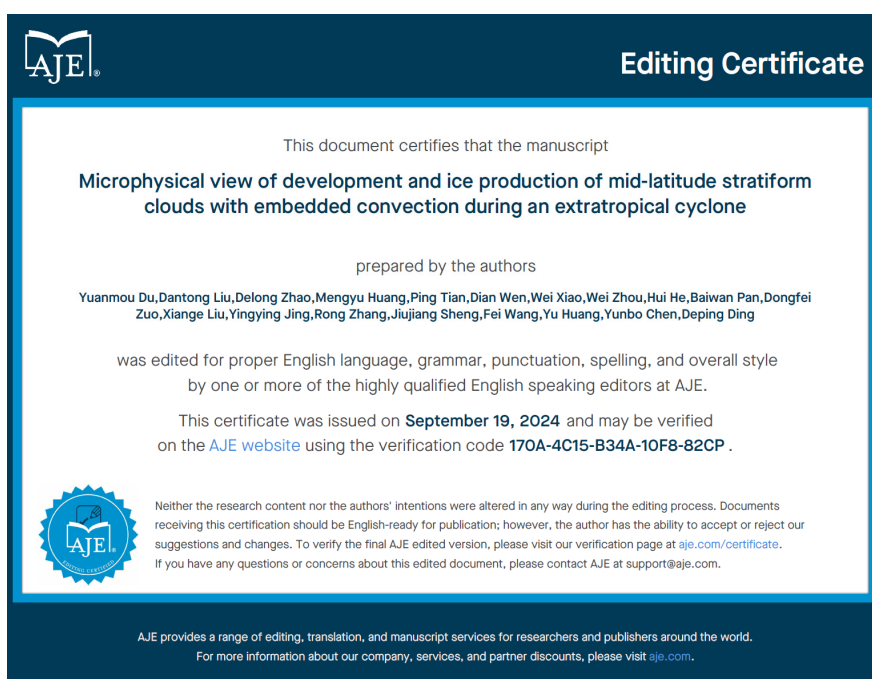 AJE®
Editing Certificate
This document certifies that the manuscript
Microphysical view of development and ice production of mid-latitude stratiform
clouds with embedded convection during an extratropical cyclone
prepared by the authors
Yuanmou Du,Dantong Liu,Delong Zhao,Mengyu Huang,Ping Tian,Dian Wen,Wei Xiao,Wei Zhou,Hui He,Baiwan Pan,Dongfei
Zuo,Xiange Liu,Yingying Jing,Rong Zhang,Jiujiang Sheng,Fei Wang,Yu Huang,Yunbo Chen,Deping Ding
was edited for proper English language, grammar, punctuation, spelling, and overall style
by one or more of the highly qualified English speaking editors at AJE.
This certificate was issued on September 19, 2024 and may be verified
on the AJE website using the verification code 170A-4C15-B34A-10F8-82CP .
Neither the research content nor the authors' intentions were altered in any way during the editing process. Documents
receiving this certification should be English-ready for publication; however, the author has the ability to accept or reject our
suggestions and changes. To verify the final AJE edited version, please visit our verification page at aje.com/certificate.
If you have any questions or concerns about this edited document, please contact AJE at support@aje.com.
AJE®
EDITING CERTIFIED
AJE provides a range of editing, translation, and manuscript services for researchers and publishers around the world.
For more information about our company, services, and partner discounts, please visit aje.com.